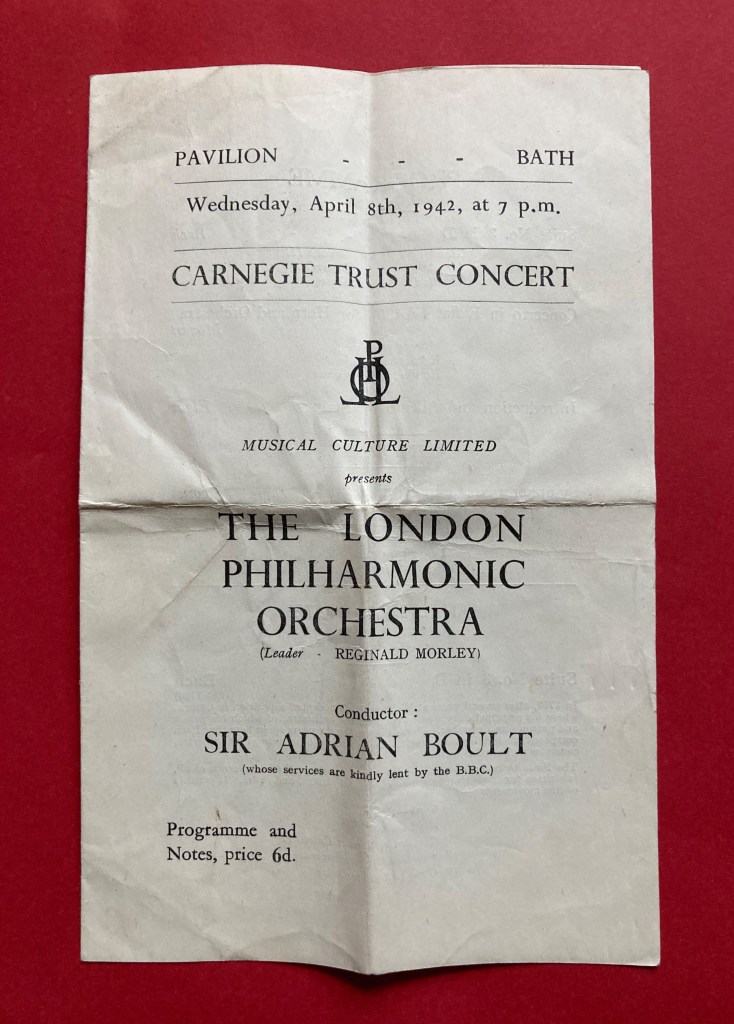 PAVILION - - - BATH
Wednesday, April 8th, 1942, at 7 p.m.
CARNEGIE TRUST CONCERT
LPO
MUSICAL CULTURE LIMITED
presents
THE LONDON
PHILHARMONIC
ORCHESTRA
(Leader - REGINALD MORLEY)
Conductor :
SIR ADRIAN BOULT
(whose services are kindly lent by the B.B.C.)
Programme and
Notes, price 6d.